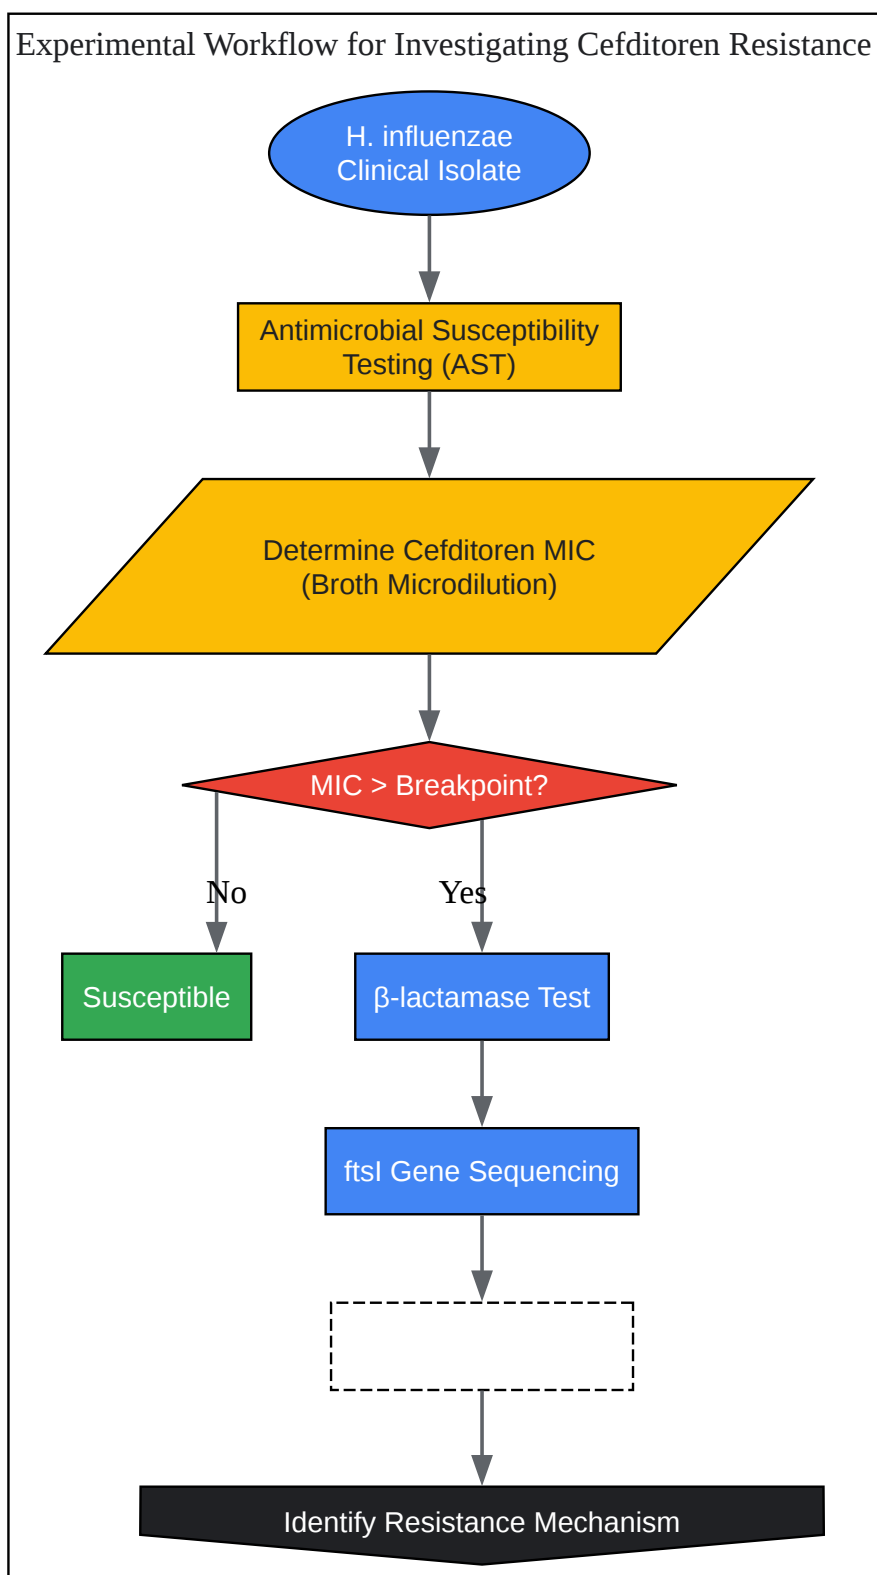 Experimental Workflow for Investigating Cefditoren Resistance
H. influenzae
Clinical Isolate
Antimicrobial Susceptibility
Testing (AST)
Determine Cefditoren MIC
(Broth Microdilution)
MIC > Breakpoint?
No
Yes
Susceptible
β-lactamase Test
ftsI Gene Sequencing
Identify Resistance Mechanism